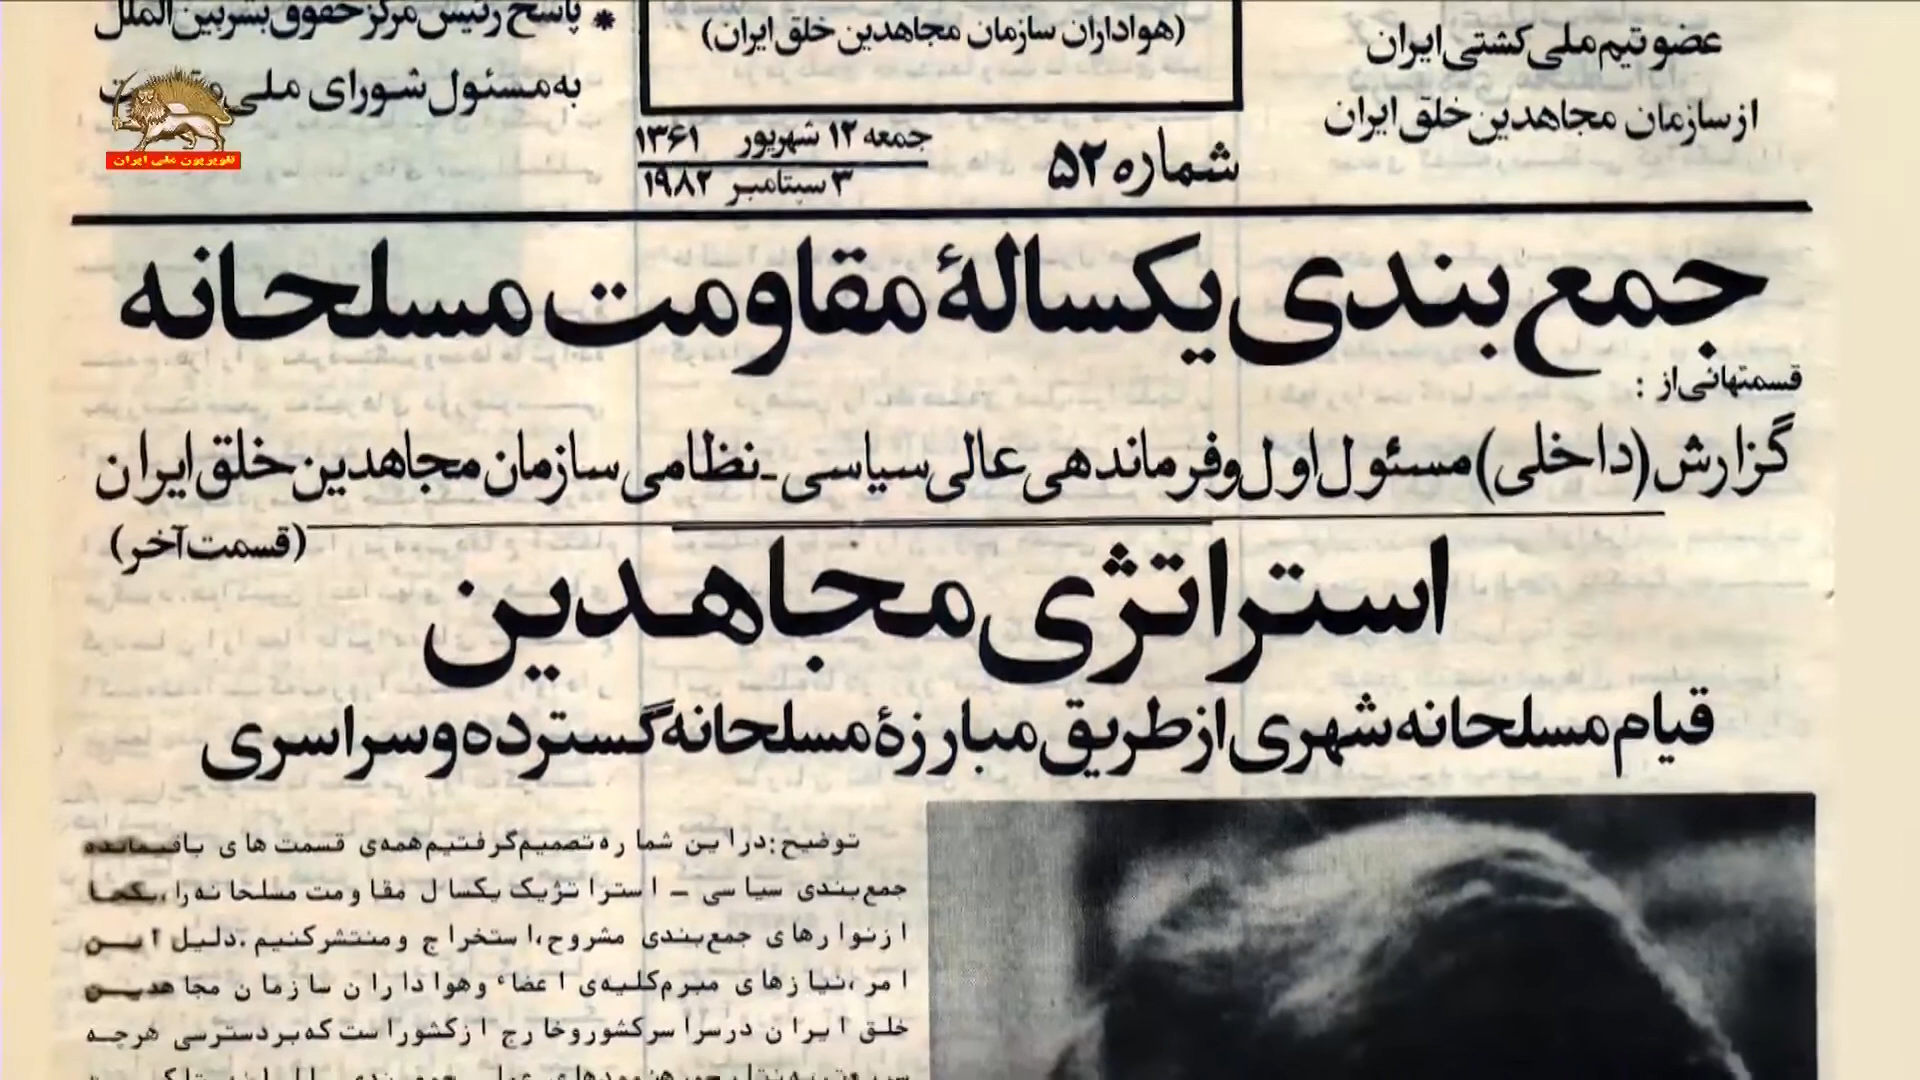 عضو تیم ملی کشتی ایران
از سازمان مجاهدین خلق ایران
(هواداران سازمان مجاهدین خلق ایران)
* پاسخ رئیس مرکز حقوق بشر بین الملل
به مسئول شورای ملی
تلویزیون ملی ایران
شماره ۵۲
جمعه ۱۲ شهریور ۱۳۶۱
۳ سپتامبر ۱۹۸۲
جمع بندی یکسالهٔ مقاومت مسلحانه
قسمتهائی از :
گزارش (داخلی) مسئول اول و فرماندهی عالی سیاسی - نظامی سازمان مجاهدین خلق ایران
(قسمت آخر)
استراتژی مجاهدین
قیام مسلحانه شهری از طریق مبارزهٔ مسلحانه گسترده و سراسری
توضیح: در این شماره تصمیم گرفتیم همه‌ی قسمت های باقیمانده
جمع‌بندی سیاسی - استراتژیک یکسال مقاومت مسلحانه را، یکجا
از نوارهای جمع‌بندی مشروح، استخراج و منتشر کنیم. دلیل این
امر، نیازهای مبرم کلیه‌ی اعضاء و هواداران سازمان مجاهدین
خلق ایران در سراسر کشور و خارج از کشور است که بر دسترسی هرچه